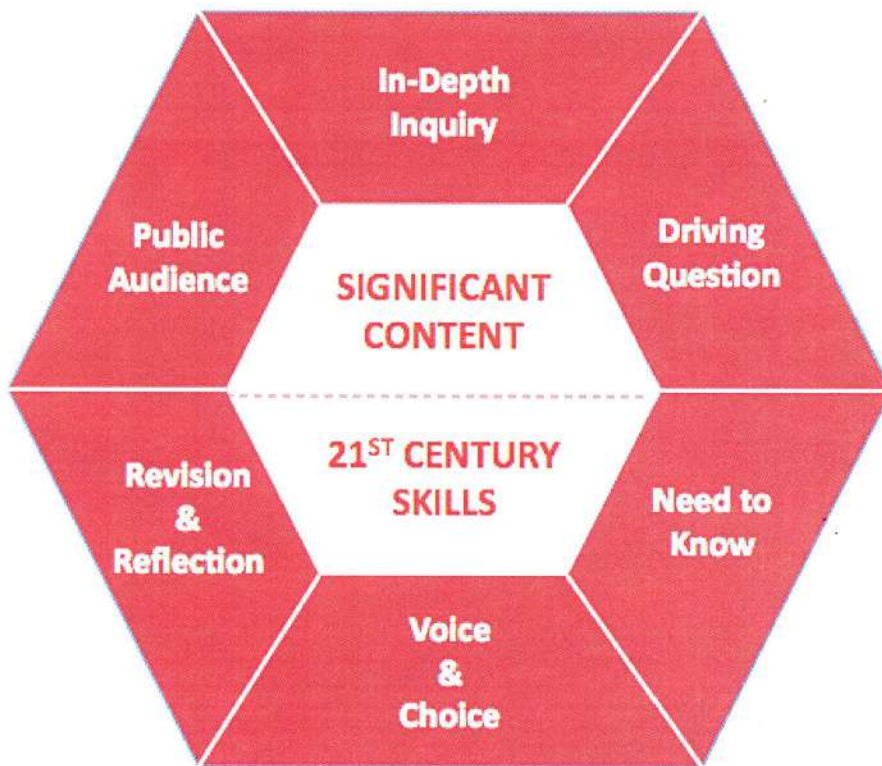 In-Depth
Inquiry
Driving
Question
Need to
Know
Voice
&
Choice
Revision
&
Reflection
Public
Audience
SIGNIFICANT
CONTENT
21ST CENTURY
SKILLS